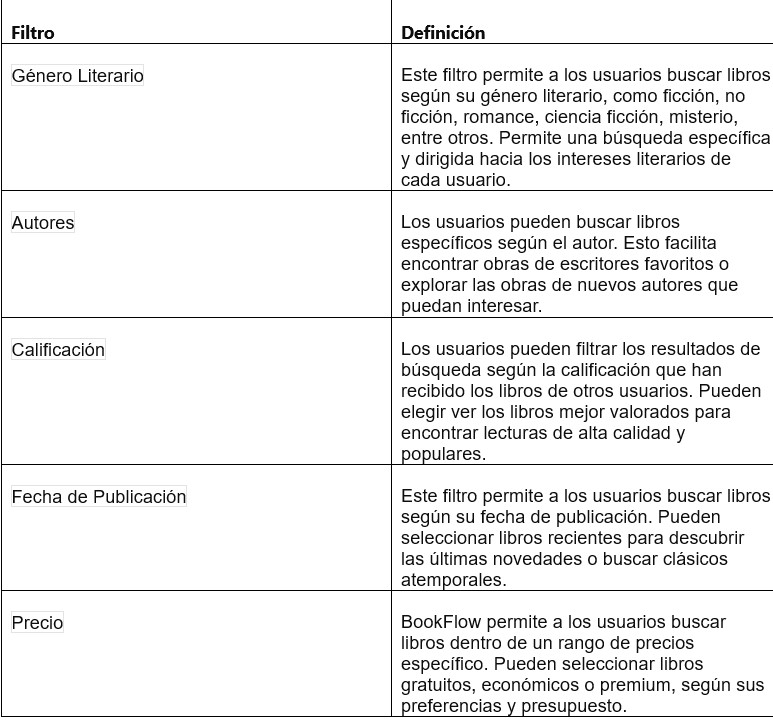 Filtro
Definición
Género Literario
Este filtro permite a los usuarios buscar libros
según su género literario, como ficción, no
ficción, romance, ciencia ficción, misterio,
entre otros. Permite una búsqueda específica
y dirigida hacia los intereses literarios de
cada usuario.
Autores
Los usuarios pueden buscar libros
específicos según el autor. Esto facilita
encontrar obras de escritores favoritos o
explorar las obras de nuevos autores que
puedan interesar.
Calificación
Los usuarios pueden filtrar los resultados de
búsqueda según la calificación que han
recibido los libros de otros usuarios. Pueden
elegir ver los libros mejor valorados para
encontrar lecturas de alta calidad y
populares.
Fecha de Publicación
Este filtro permite a los usuarios buscar libros
según su fecha de publicación. Pueden
seleccionar libros recientes para descubrir
las últimas novedades o buscar clásicos
atemporales.
Precio
BookFlow permite a los usuarios buscar
libros dentro de un rango de precios
específico. Pueden seleccionar libros
gratuitos, económicos o premium, según sus
preferencias y presupuesto.